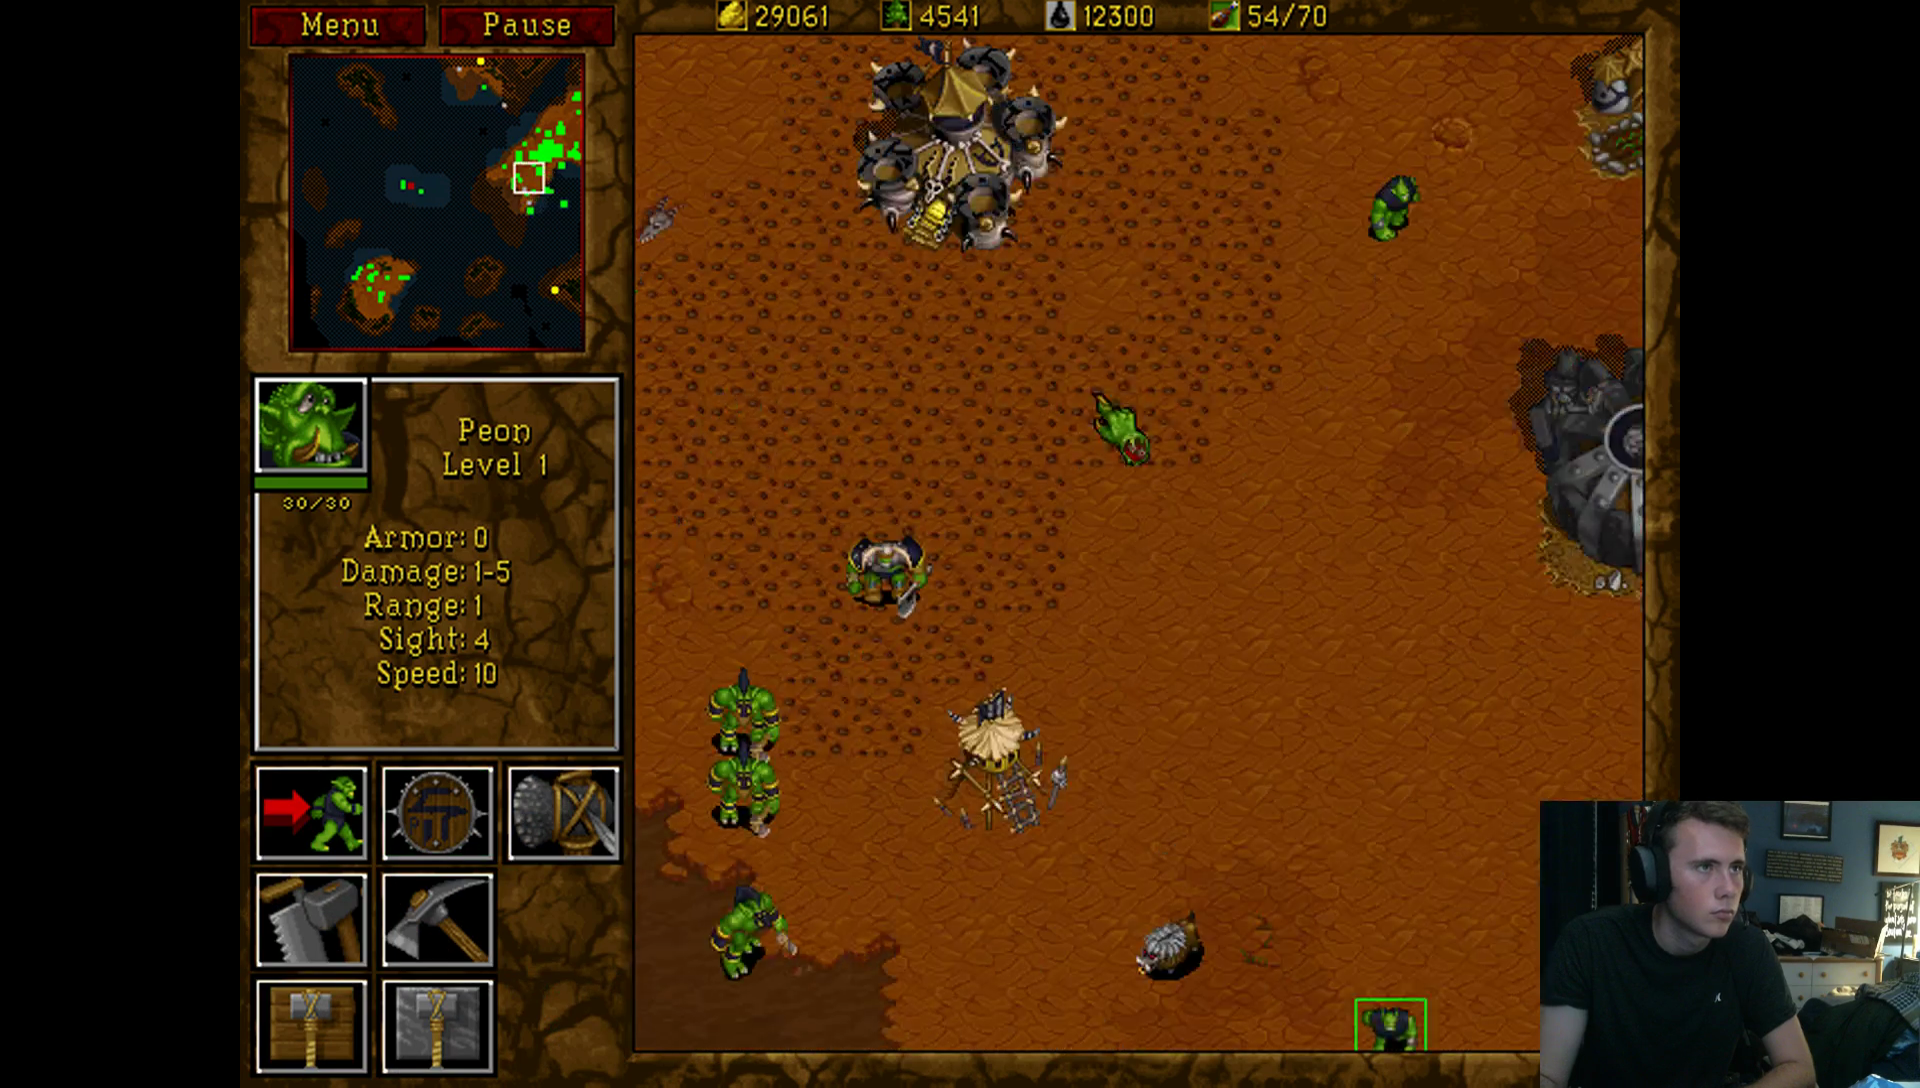 Menu
Pause
29061
4541
12300
54/70
Peon
Level 1
30/30
Armor: 0
Damage: 1-5
Range: 1
Sight: 4
Speed: 10